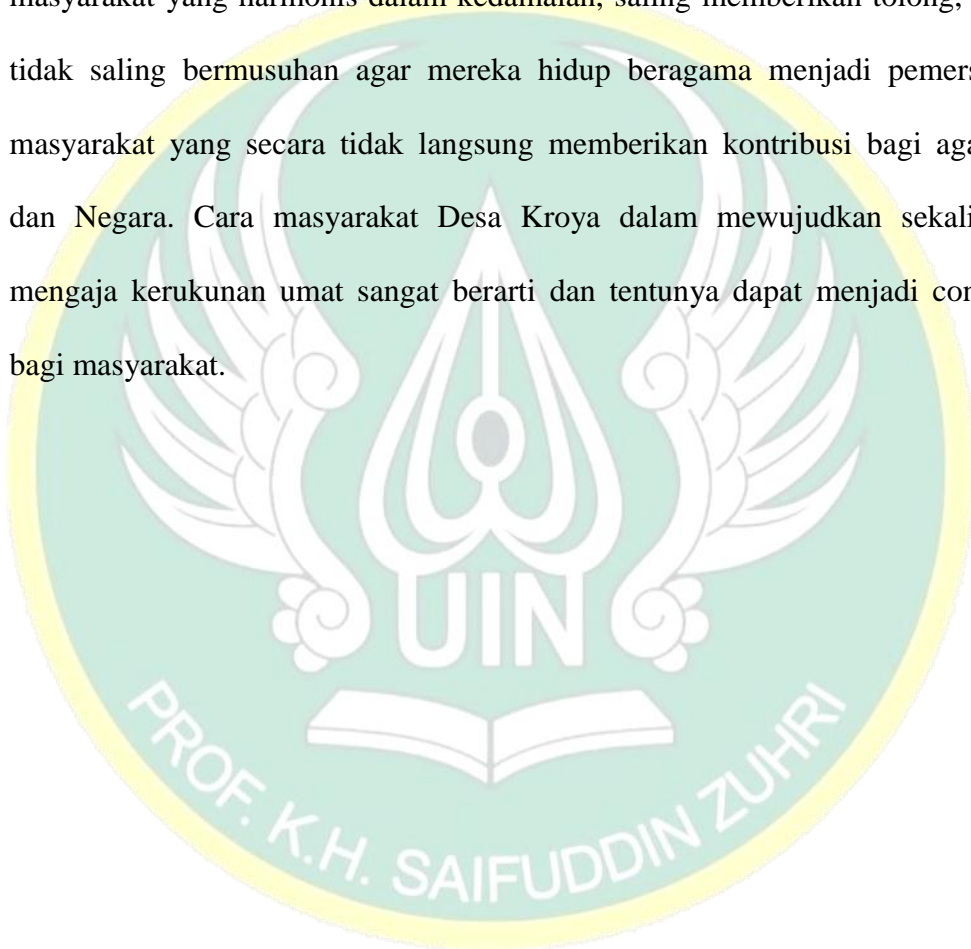 masyarakat yang harmonis dalam kedamaian, saling memberikan tolong,
tidak saling bermusuhan agar mereka hidup beragama menjadi pemers
masyarakat yang secara tidak langsung memberikan kontribusi bagi aga
dan Negara. Cara masyarakat Desa Kroya dalam mewujudkan sekali
mengaja kerukunan umat sangat berarti dan tentunya dapat menjadi con
bagi masyarakat.
UIN
PROF. K.H. SAIFUDDIN ZUHRI